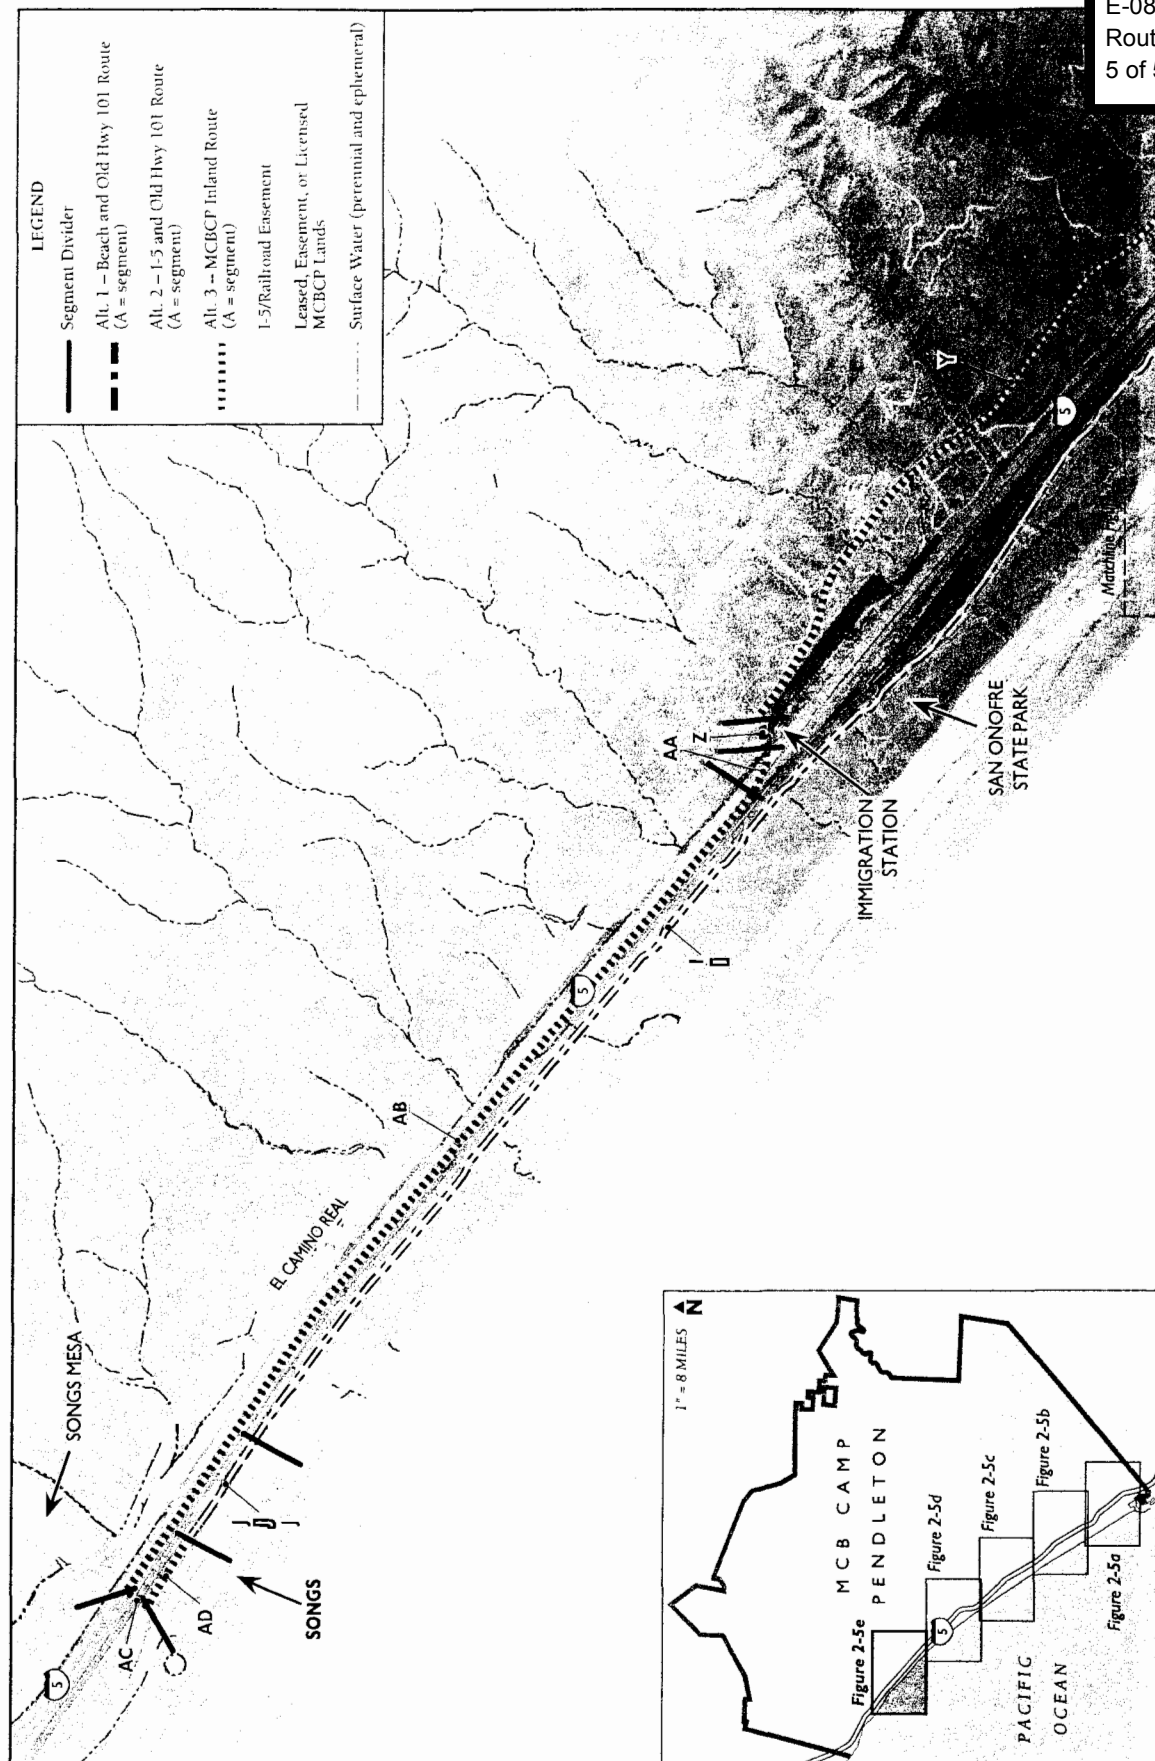 E-08
Rout
5 of 5
LEGEND
Segment Divider
Alt. 1 – Beach and Old Hwy 101 Route
(A = segment)
Alt. 2 – I-5 and Old Hwy 101 Route
(A = segment)
Alt. 3 – MCBCP Inland Route
(A = segment)
I-5/Railroad Easement
Leased, Easement, or Licensed
MCBCP Lands
Surface Water (perennial and ephemeral)
SONGS MESA
5
AC
AD
SONGS
EL CAMINO REAL
AB
5
AA
Z
IMMIGRATION
STATION
SAN ONOFRE
STATE PARK
Y
5
Matchline
1" = 8 MILES
N
MCB CAMP
PENDLETON
Figure 2-5e
Figure 2-5d
Figure 2-5c
Figure 2-5b
Figure 2-5a
5
PACIFIC
OCEAN